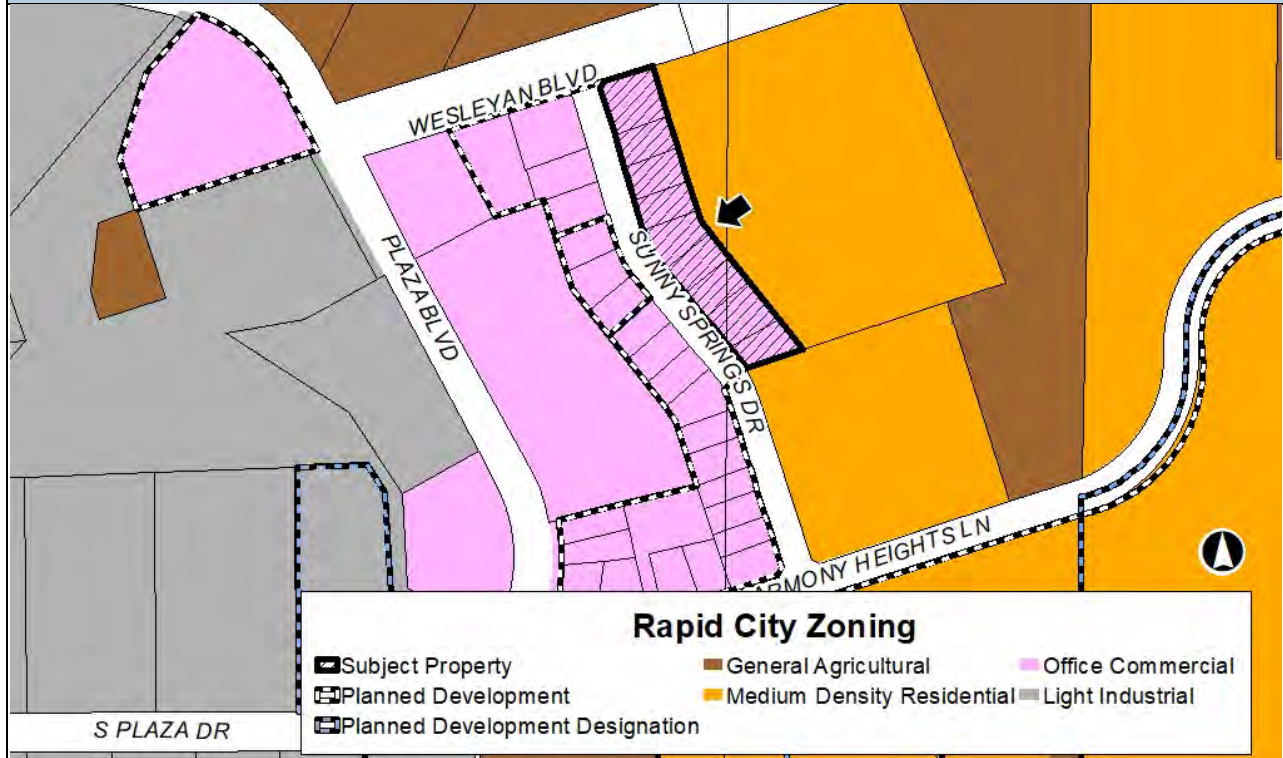 WESLEYAN BLVD
PLAZA BLVD
SUNNY SPRINGS DR
ARMONY HEIGHTS LN
S PLAZA DR
Rapid City Zoning
Subject Property
General Agricultural
Office Commercial
Planned Development
Medium Density Residential
Light Industrial
Planned Development Designation